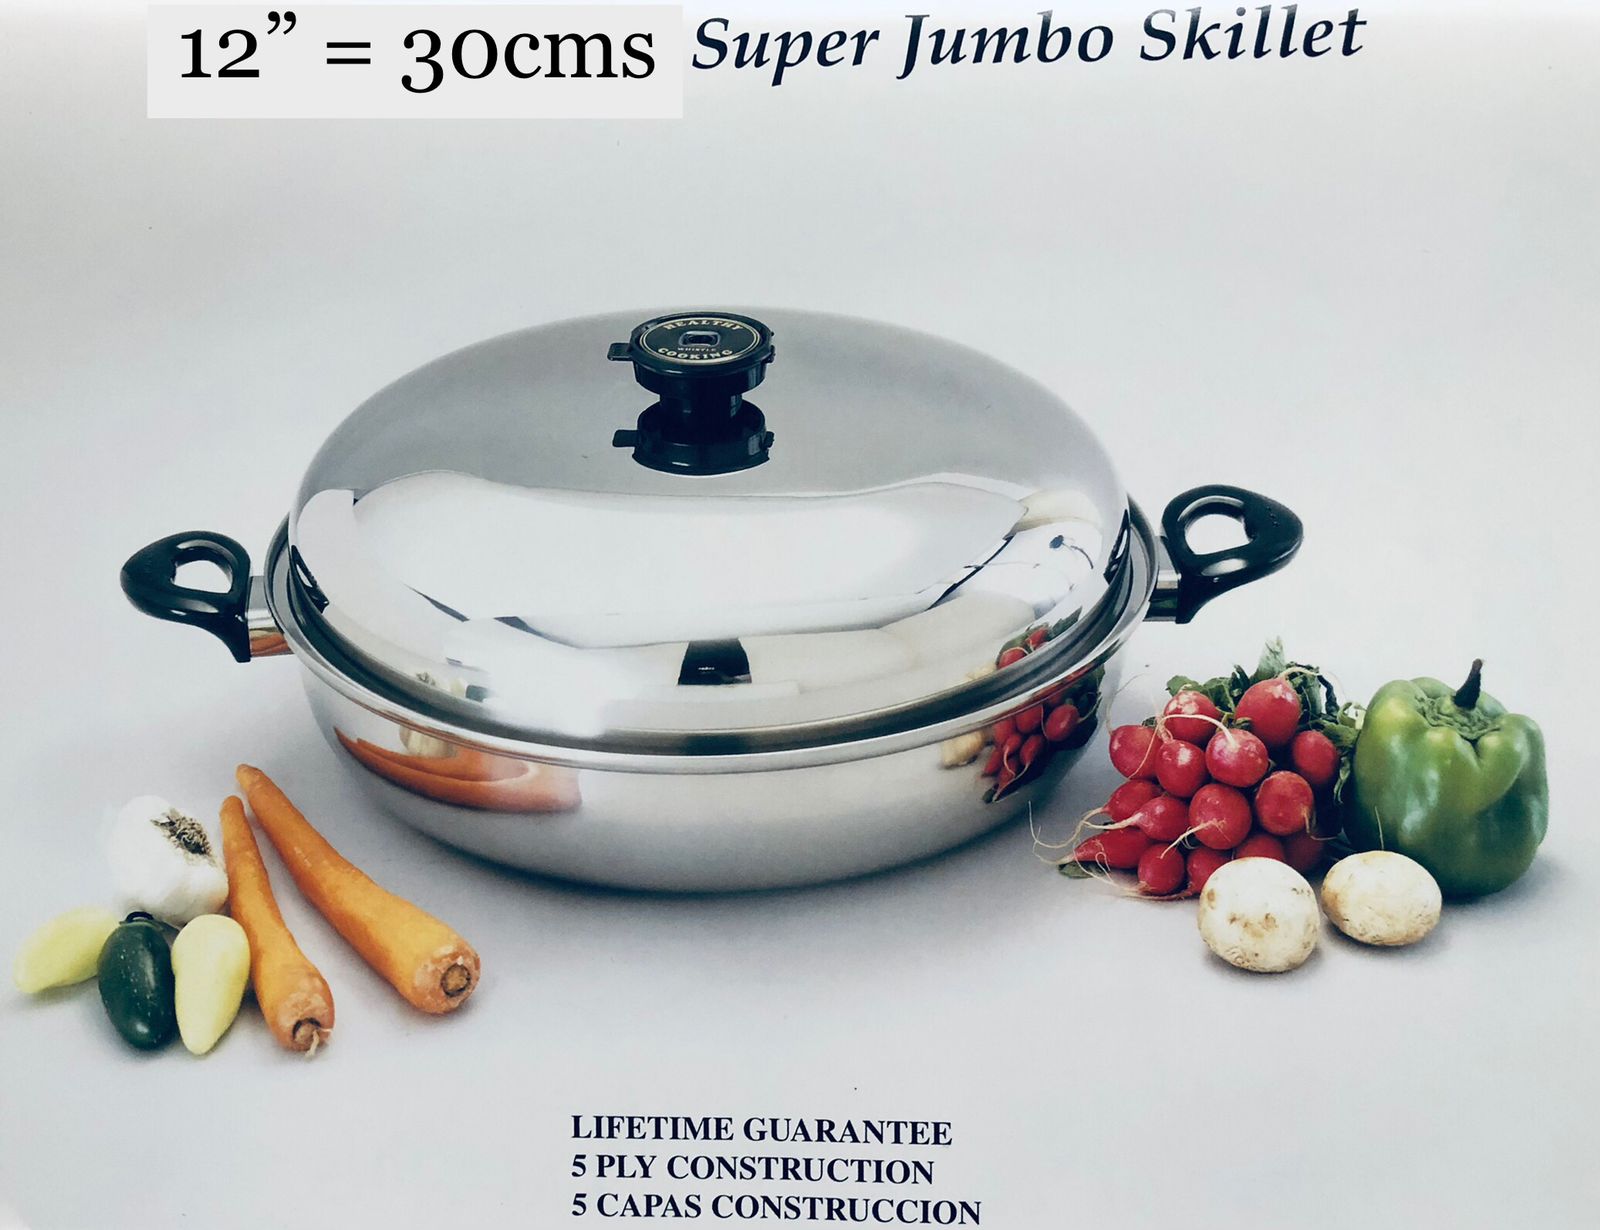 12” = 30cms Super Jumbo Skillet
HEALTHY
WHISTLE
COOKING
LIFETIME GUARANTEE
5 PLY CONSTRUCTION
5 CAPAS CONSTRUCCION